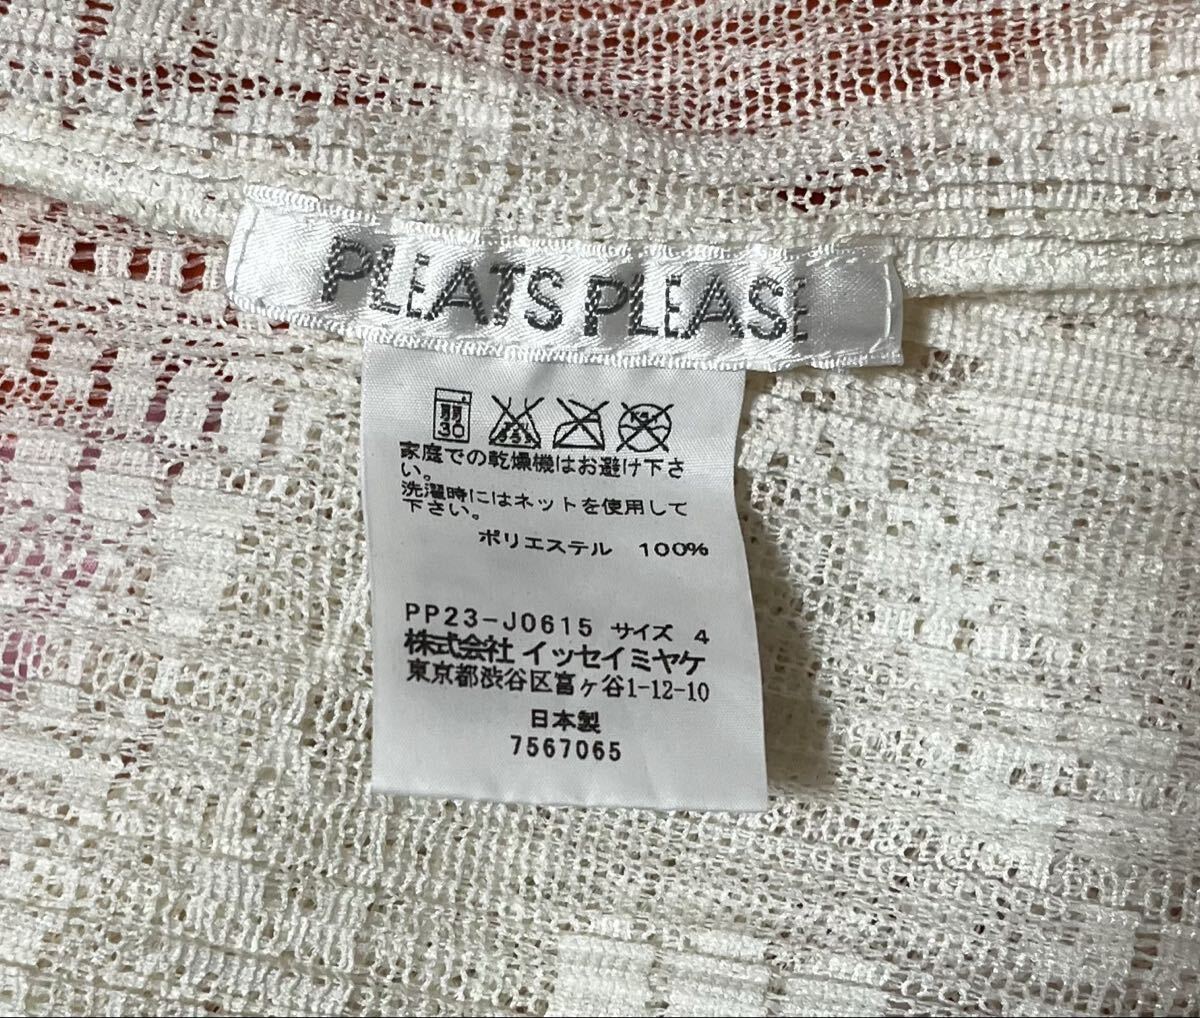 PLEATS PLEASE
30
家庭での乾燥機はお避け下さ
い。
洗濯時にはネットを使用して
下さい。
ポリエステル 100%
PP23-J0615 サイズ 4
株式会社 イッセイミヤケ
東京都渋谷区富ヶ谷1-12-10
日本製
7567065